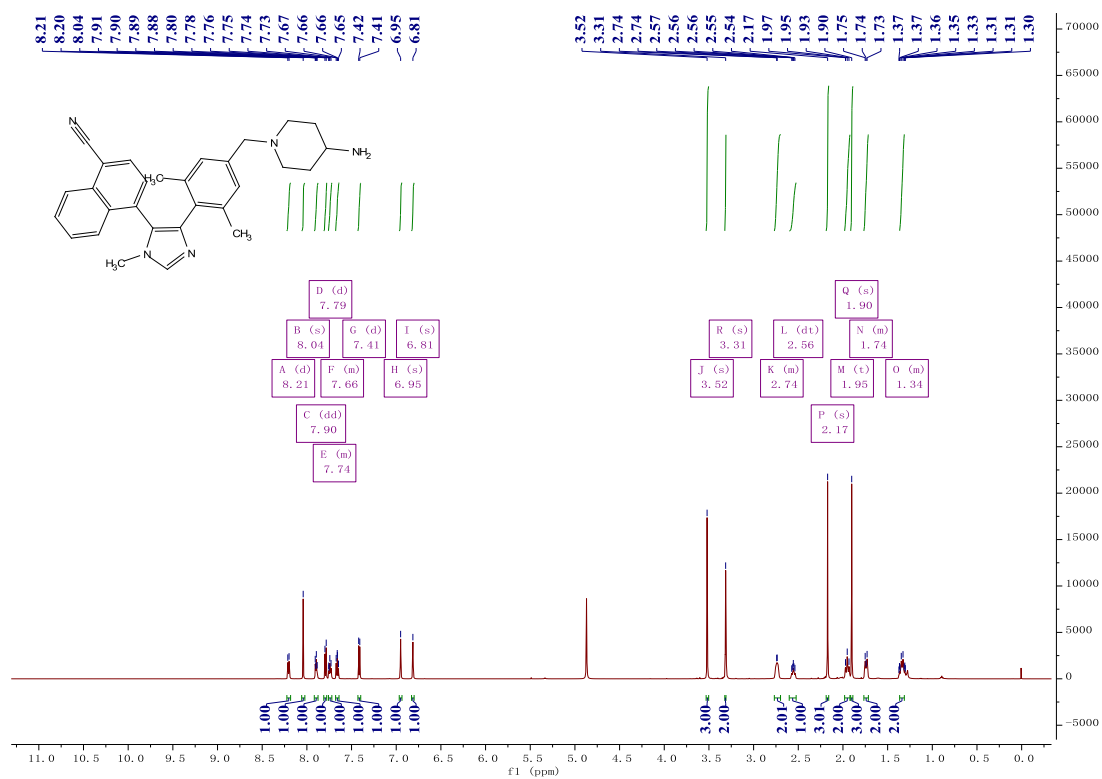 8.21 8.20 8.04 7.91 7.90 7.89 7.88 7.80 7.78 7.76 7.75 7.74 7.73 7.67 7.66 7.66 7.65 7.42 7.41 6.95 6.81
3.52 3.31 2.74 2.74 2.57 2.56 2.56 2.55 2.54 2.17 1.97 1.95 1.93 1.90 1.75 1.74 1.73 1.37 1.37 1.36 1.35 1.33 1.31 1.31 1.30
N
N
NH₂
H₃C
CH₃
N
N
H₃C
D (d)
7.79
Q (s)
1.90
B (s)
8.04
G (d)
7.41
I (s)
6.81
R (s)
3.31
L (dt)
2.56
N (m)
1.74
A (d)
8.21
F (m)
7.66
H (s)
6.95
J (s)
3.52
K (m)
2.74
M (t)
1.95
O (m)
1.34
C (dd)
7.90
P (s)
2.17
E (m)
7.74
70000
65000
60000
55000
50000
45000
40000
35000
30000
25000
20000
15000
10000
5000
0
-5000
1.00 1.00 1.00 1.00 1.00 1.00 1.00 1.00 1.00 1.00
3.00 2.00 2.01 1.00 3.01 2.00 3.00 2.00 2.00
11.0 10.5 10.0 9.5 9.0 8.5 8.0 7.5 7.0 6.5 6.0 5.5 5.0 4.5 4.0 3.5 3.0 2.5 2.0 1.5 1.0 0.5 0.0
f1 (ppm)